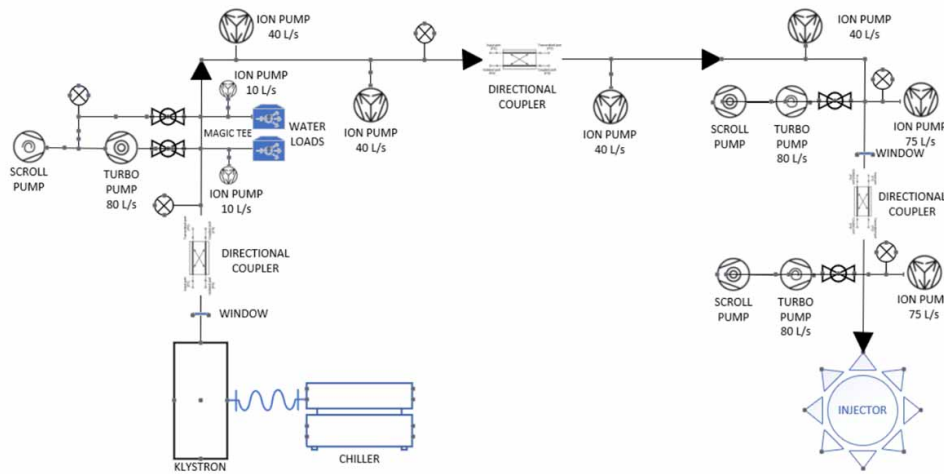 ION PUMP
40 L/s
ION PUMP
40 L/s
ION PUMP
10 L/s
MAGIC TEE
WATER
LOADS
ION PUMP
40 L/s
DIRECTIONAL
COUPLER
ION PUMP
40 L/s
SCROLL
PUMP
TURBO
PUMP
80 L/s
ION PUMP
75 L/s
SCROLL
PUMP
TURBO
PUMP
80 L/s
ION PUMP
10 L/s
WINDOW
DIRECTIONAL
COUPLER
DIRECTIONAL
COUPLER
WINDOW
SCROLL
PUMP
TURBO
PUMP
80 L/s
ION PUMP
75 L/s
KLYSTRON
CHILLER
INJECTOR